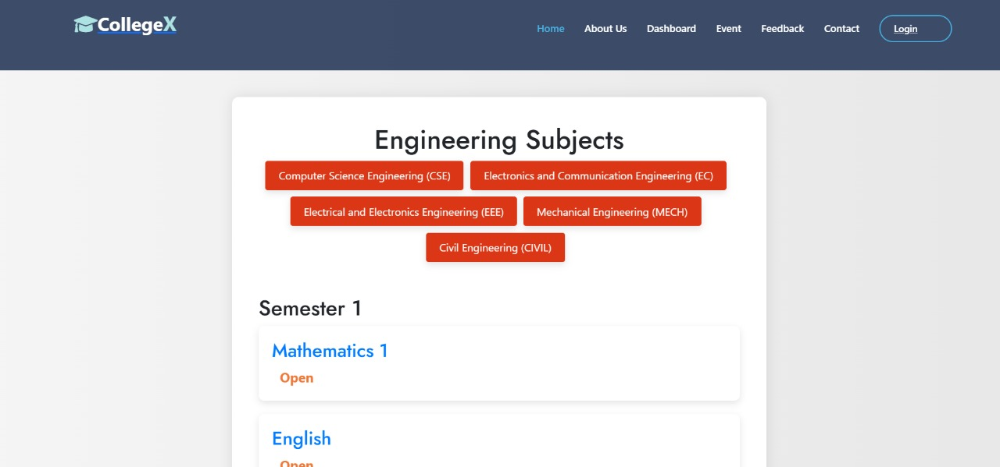 CollegeX
Home About Us Dashboard Event Feedback Contact Login
Engineering Subjects
Computer Science Engineering (CSE) Electronics and Communication Engineering (EC)
Electrical and Electronics Engineering (EEE) Mechanical Engineering (MECH)
Civil Engineering (CIVIL)
Semester 1
Mathematics 1
Open
English
Open